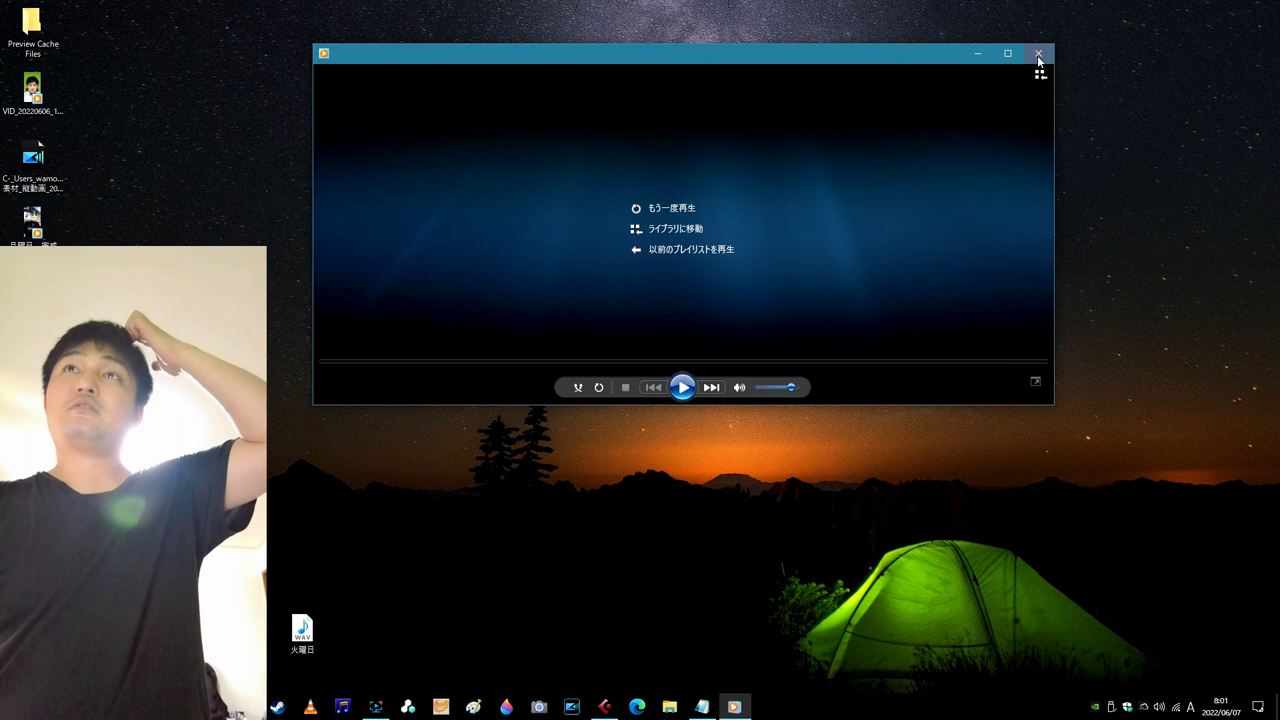 Preview Cache
Files
VID_20220606_1...
C-_Users_wamo...
素材_縦動画_20...
もう一度再生
ライブラリに移動
以前のプレイリストを再生
WAV
火曜日
A
8:01
2022/06/07